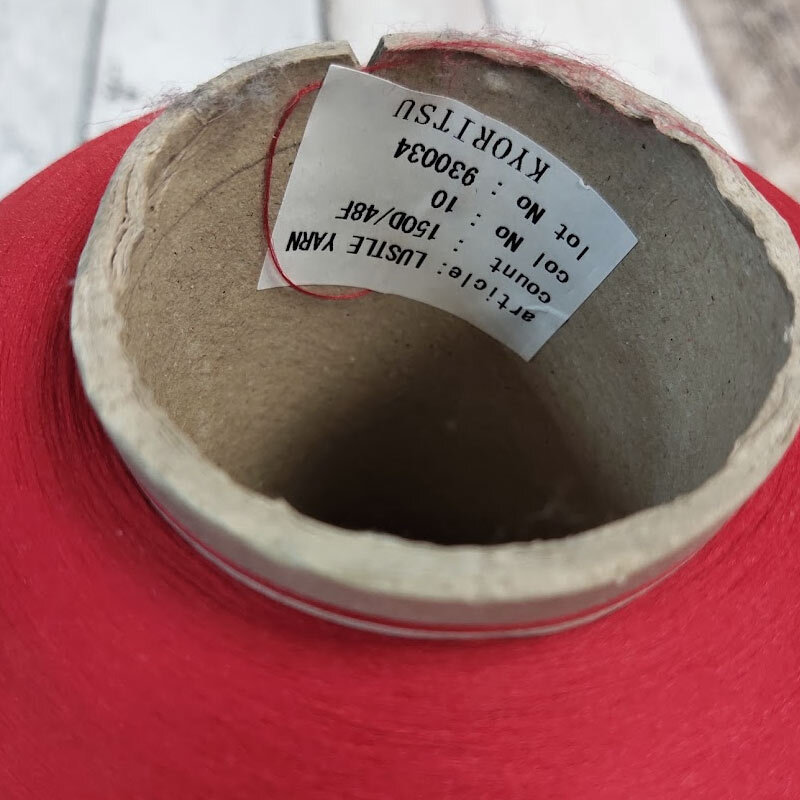 article: LUSTLE YARN
count : 150D/48F
col No : 10
lot No : 930034
KYORITSU